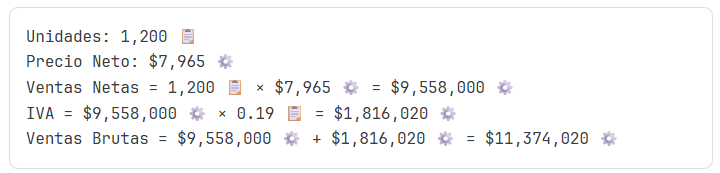 Unidades: 1,200 📋
Precio Neto: $7,965 ⚙️
Ventas Netas = 1,200 📋 × $7,965 ⚙️ = $9,558,000 ⚙️
IVA = $9,558,000 ⚙️ × 0.19 📋 = $1,816,020 ⚙️
Ventas Brutas = $9,558,000 ⚙️ + $1,816,020 ⚙️ = $11,374,020 ⚙️